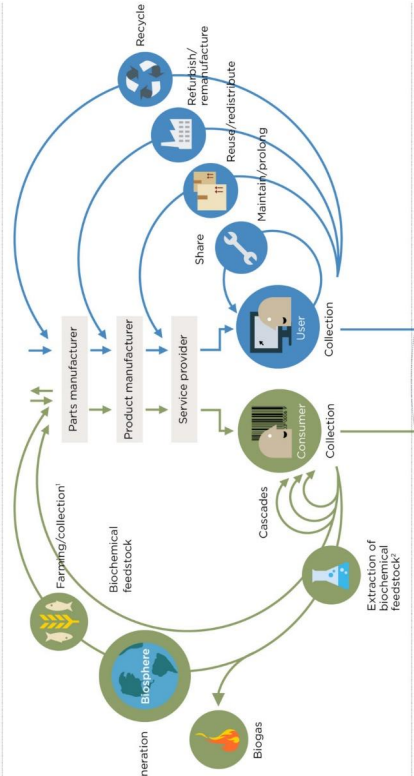 Recycle
Refurbish/
remanufacture
Reuse/redistribute
Maintain/prolong
Share
User
Collection
Parts manufacturer
Product manufacturer
Service provider
Consumer
Collection
Cascades
Farming/collection¹
Biochemical
feedstock
Extraction of
biochemical
feedstock²
Biosphere
neration
Biogas